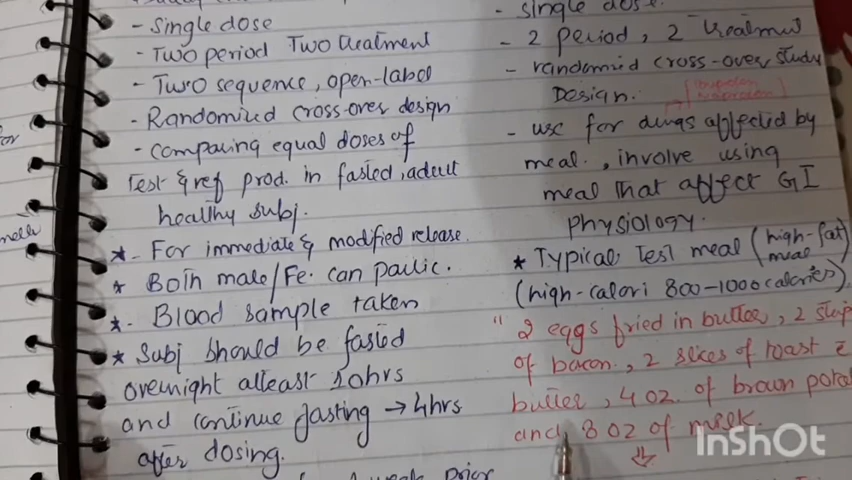 - Single dose
- Two period Two treatment
- Two sequence, open-label
- Randomized cross-over design
- comparing equal doses of
Test & ref prod. in fasted, adult
healthy subj.
* - For immediate & modified release.
* Both male/Fe. can partic.
* - Blood sample taken
* Subj should be fasted
overnight atleast 10hrs
and continue fasting → 4hrs
after dosing.
- single dose.
- 2 period, 2 treatment
- randomized cross-over study
Design.
- use for drugs affected by
meal, involve using
meal that affect GI
physiology.
* Typical Test meal (high-fat
meal)
(high-calori 800-1000 calories)
"2 eggs fried in butter, 2 strip
of bacon, 2 slices of toast c̄
butter, 4 oz. of brown potat
and 8 oz of milk.
prior
InShOt